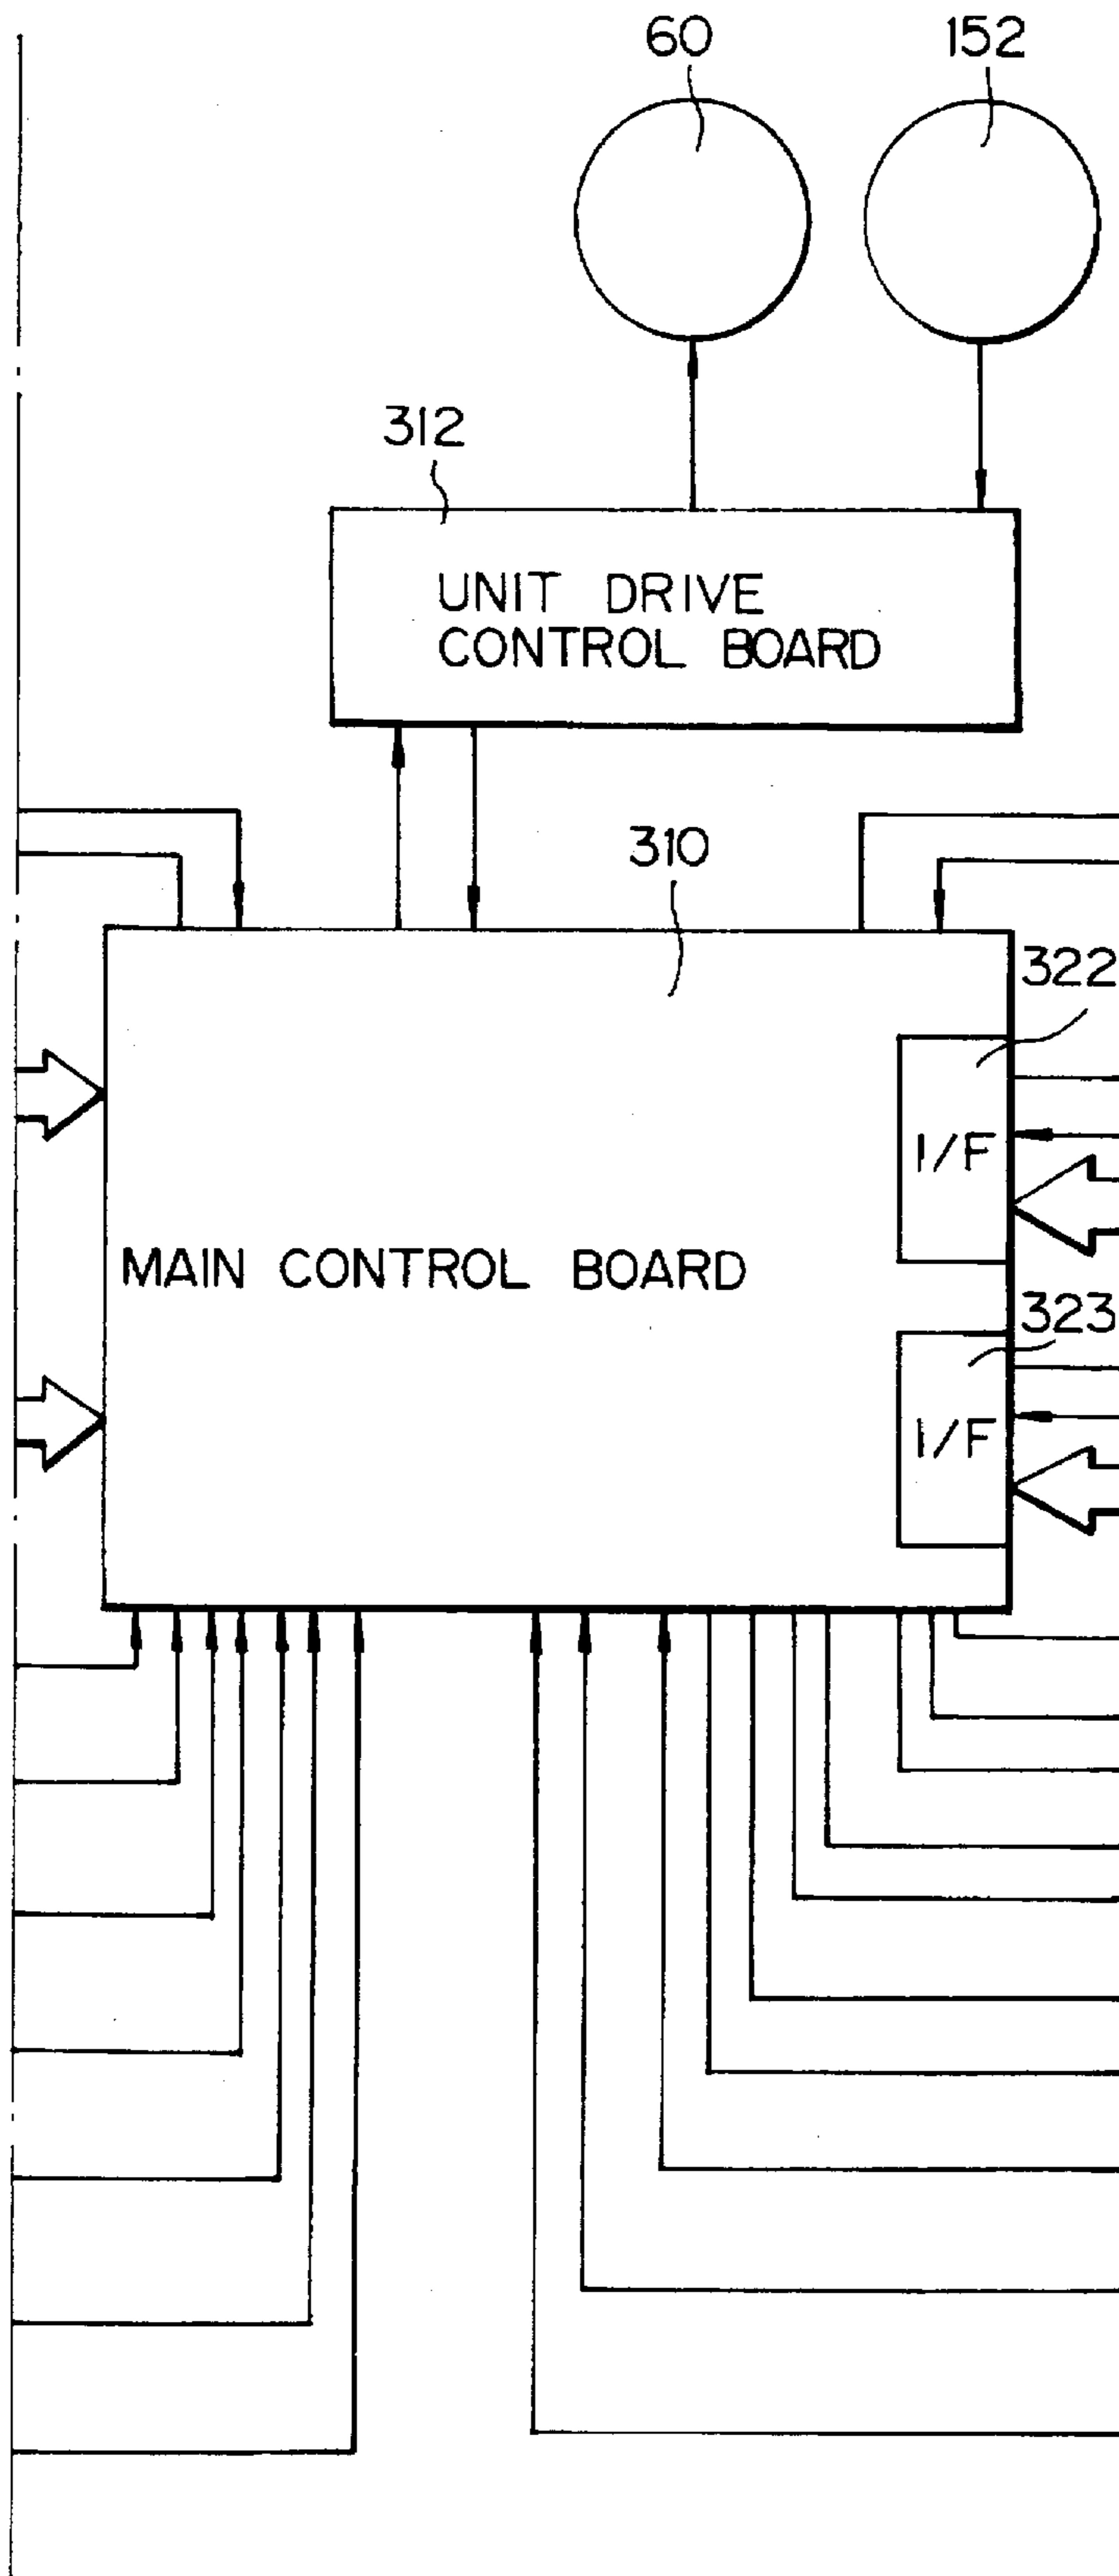 60
152
312
UNIT DRIVE
CONTROL BOARD
310
322
I/F
MAIN CONTROL BOARD
323
I/F